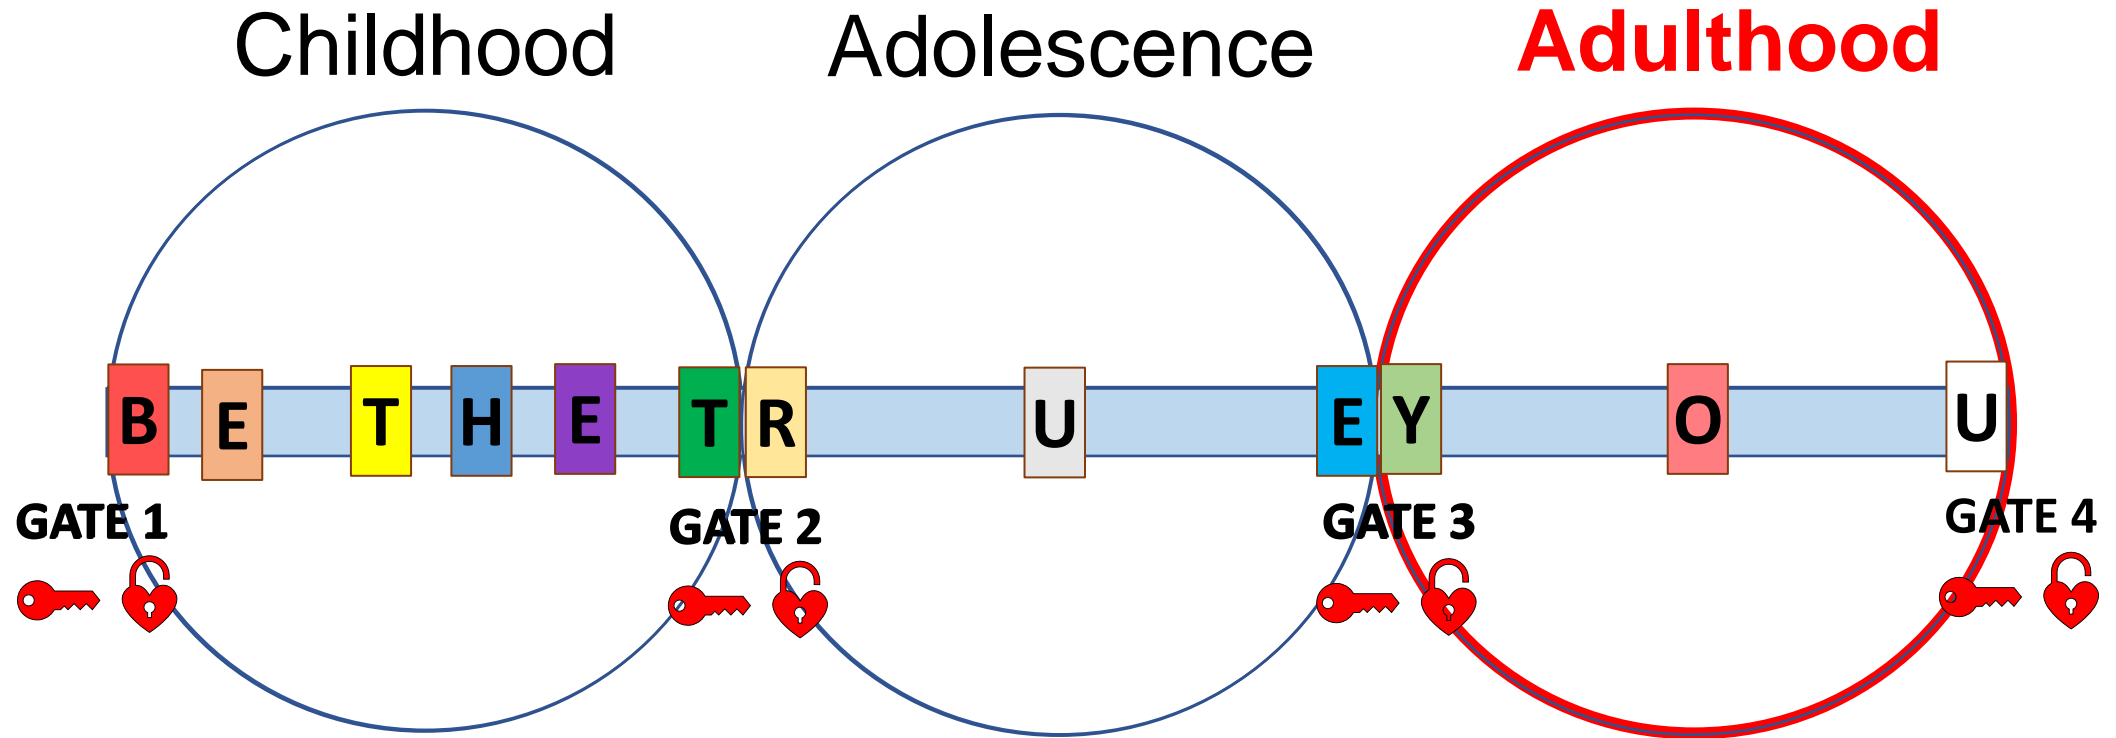 Childhood Adolescence Adulthood
B E T H E T R U E Y O U
GATE 1 GATE 2 GATE 3 GATE 4